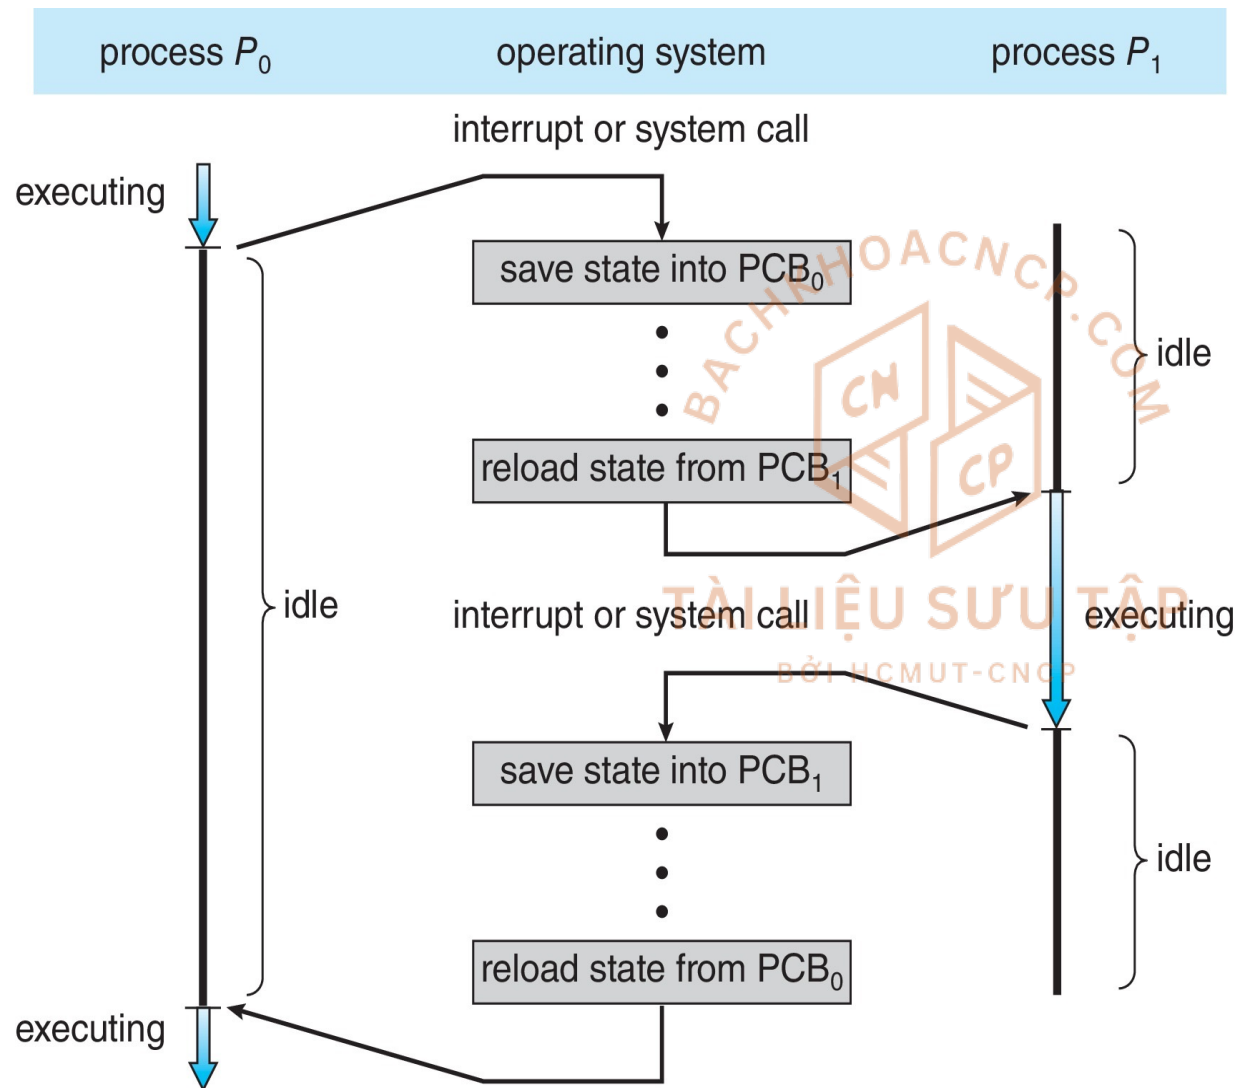 process P₀ operating system process P₁
interrupt or system call
executing
save state into PCB₀
BACHKHOACNCP.COM
idle
CN
CP
reload state from PCB₁
idle
interrupt or system call
TÀI LIỆU SƯU TẬP
executing
BỞI HCMUT-CNCP
save state into PCB₁
idle
reload state from PCB₀
executing